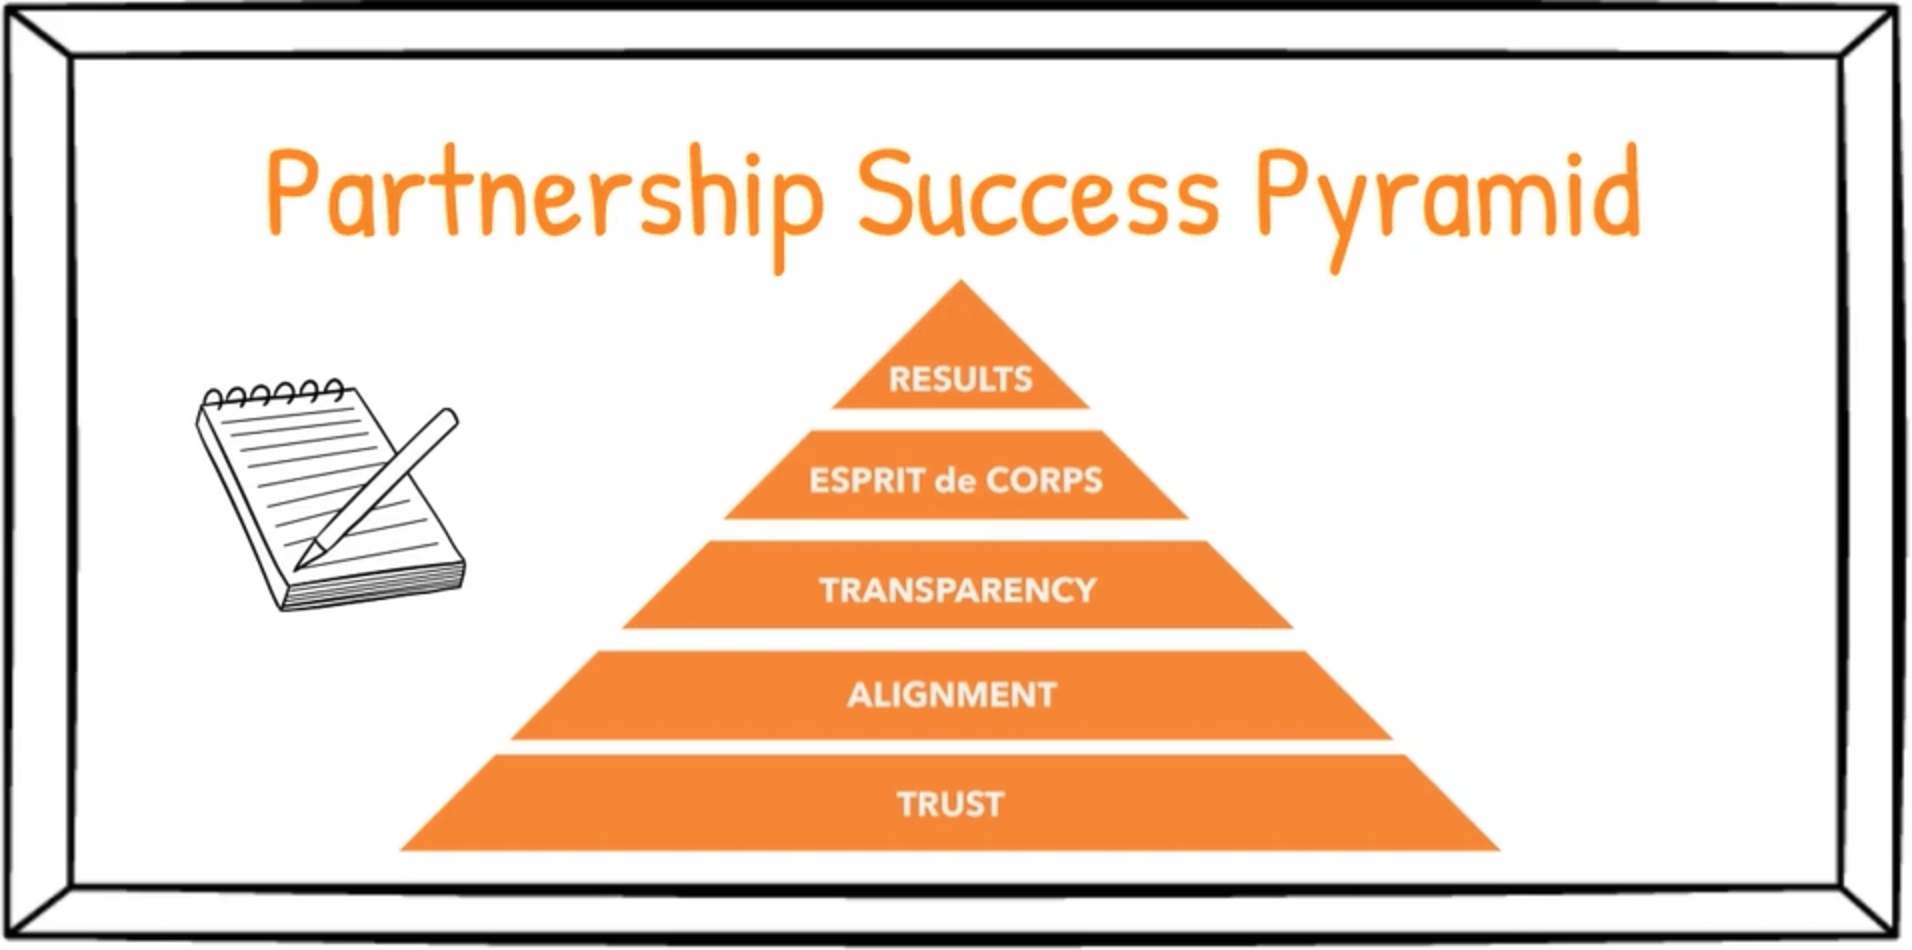 Partnership Success Pyramid
RESULTS
ESPRIT de CORPS
TRANSPARENCY
ALIGNMENT
TRUST